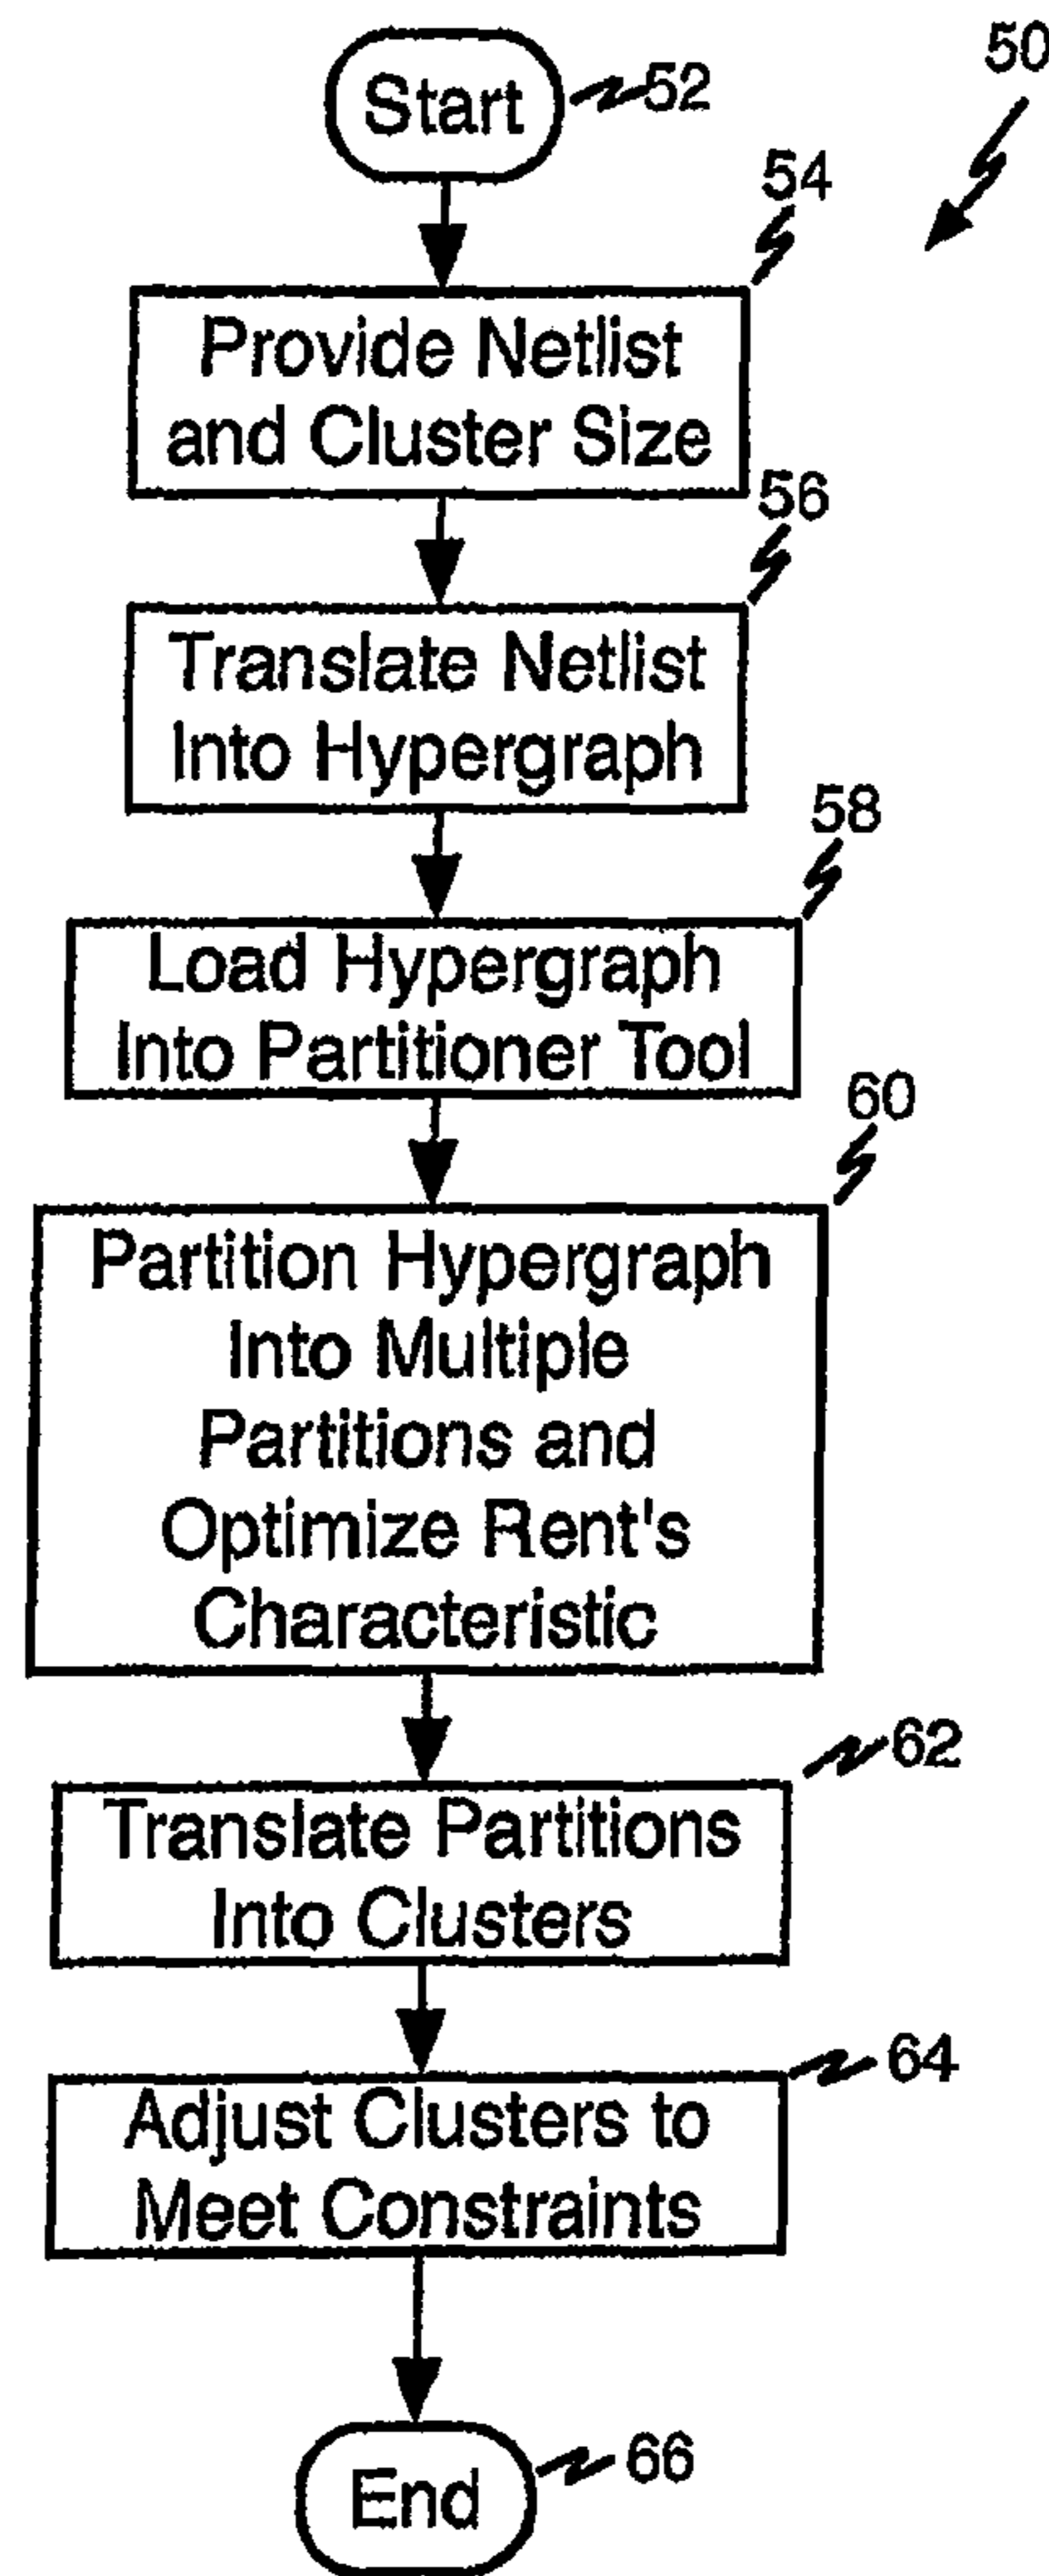 50
Start
52
54
Provide Netlist
and Cluster Size
56
Translate Netlist
Into Hypergraph
58
Load Hypergraph
Into Partitioner Tool
60
Partition Hypergraph
Into Multiple
Partitions and
Optimize Rent's
Characteristic
62
Translate Partitions
Into Clusters
64
Adjust Clusters to
Meet Constraints
End
66